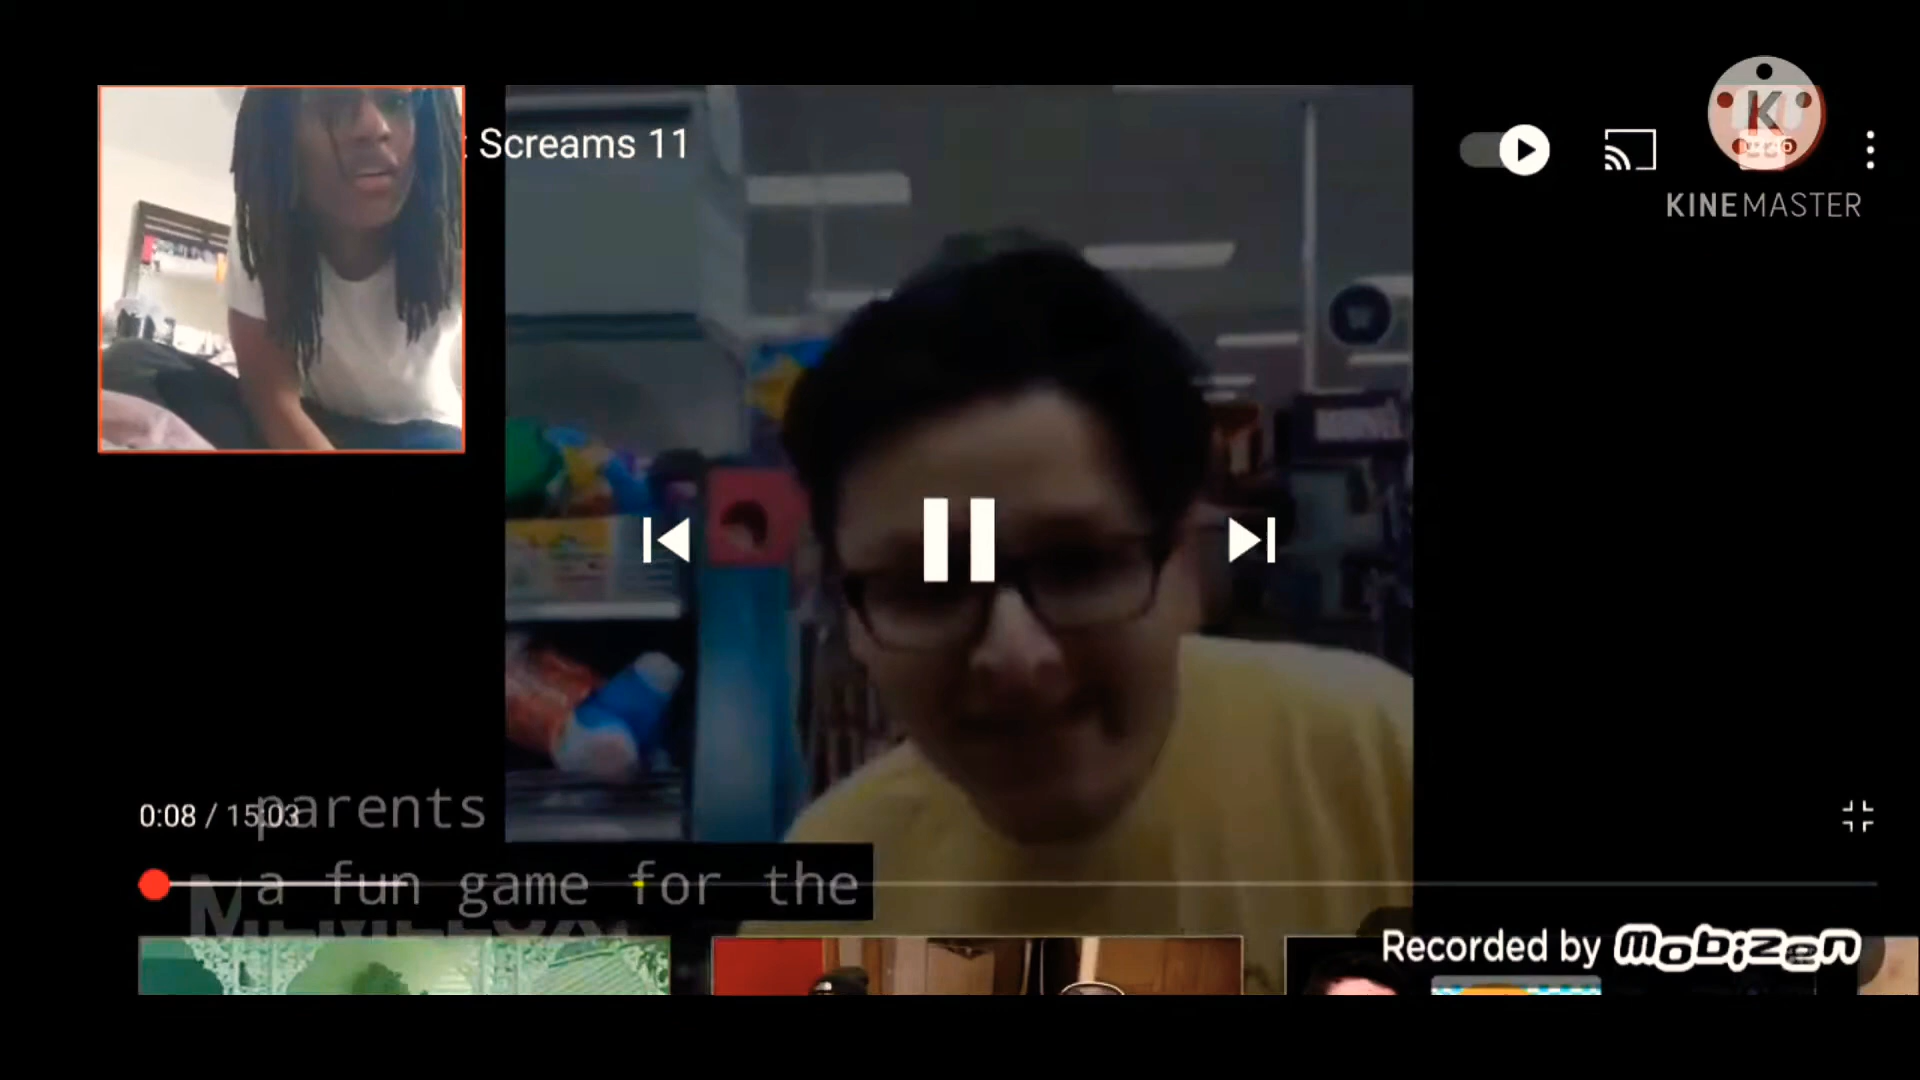 : Screams 11
K
KINEMASTER
parents
0:08 / 15:03
a fun game for the
Recorded by mobizen